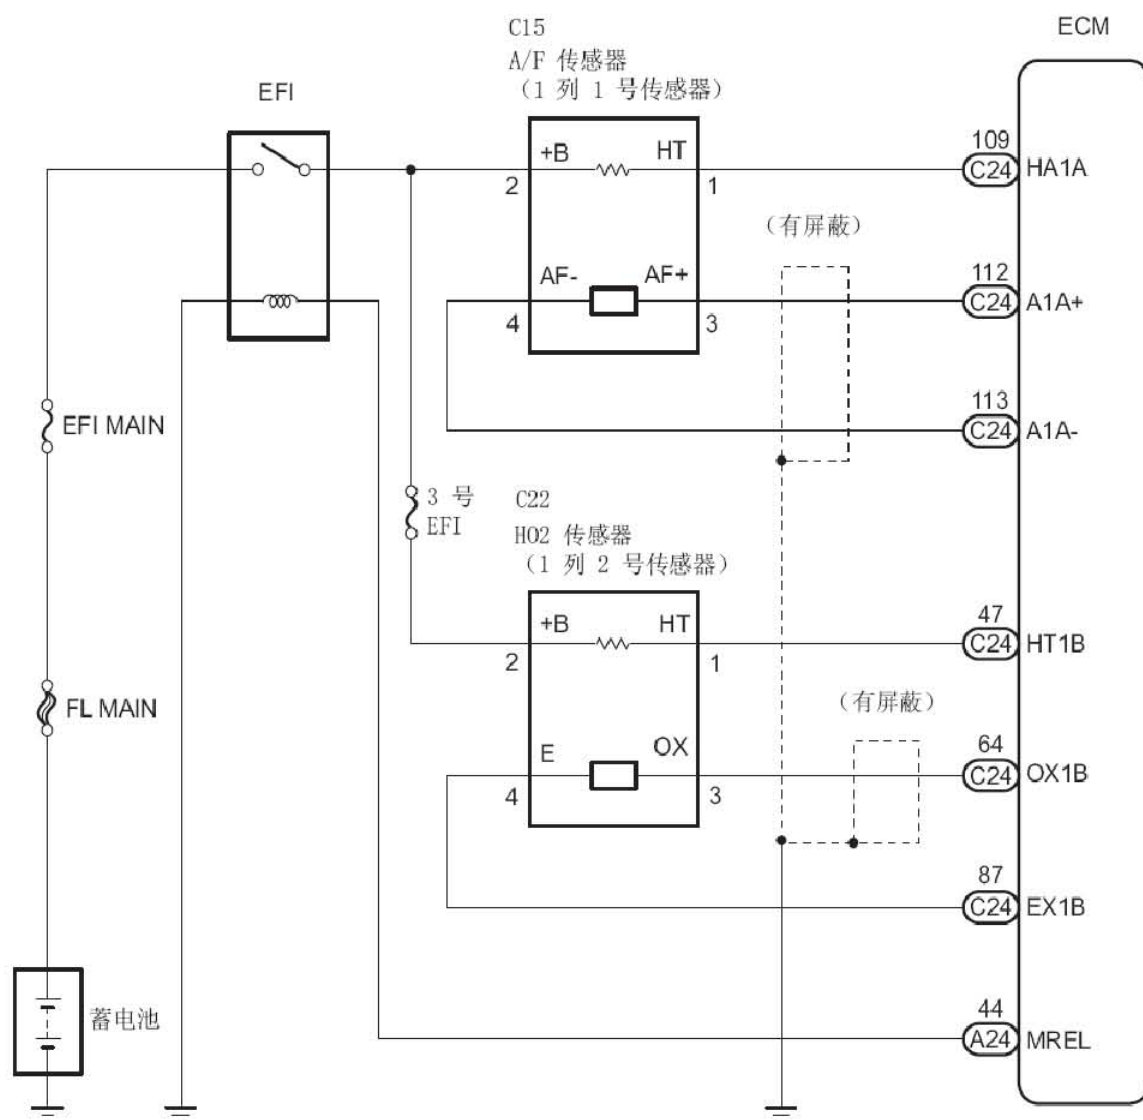 C15
A/F 传感器
（1 列 1 号传感器）
ECM
EFI
+B
HT
2
1
109
C24
HA1A
（有屏蔽）
AF-
AF+
4
3
112
C24
A1A+
113
C24
A1A-
EFI MAIN
3 号
EFI
C22
HO2 传感器
（1 列 2 号传感器）
+B
HT
2
1
47
C24
HT1B
FL MAIN
（有屏蔽）
E
OX
4
3
64
C24
OX1B
87
C24
EX1B
蓄电池
44
A24
MREL